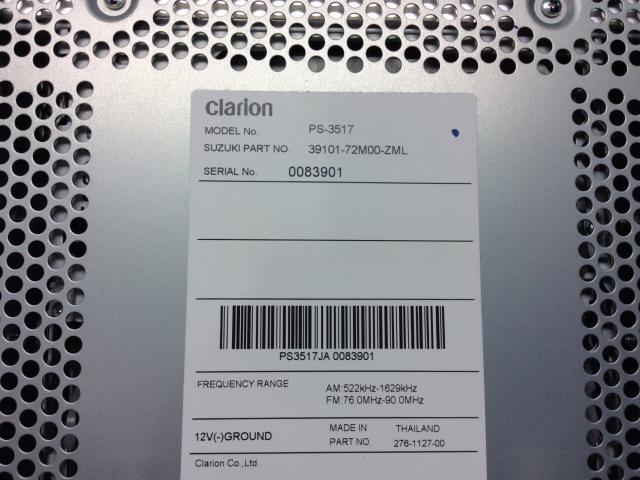 clarion
MODEL No. PS-3517
SUZUKI PART NO. 39101-72M00-ZML
SERIAL No. 0083901
PS3517JA 0083901
FREQUENCY RANGE AM:522kHz-1629kHz
FM:76.0MHz-90.0MHz
12V(-)GROUND MADE IN THAILAND
PART NO. 276-1127-00
Clarion Co.,Ltd.